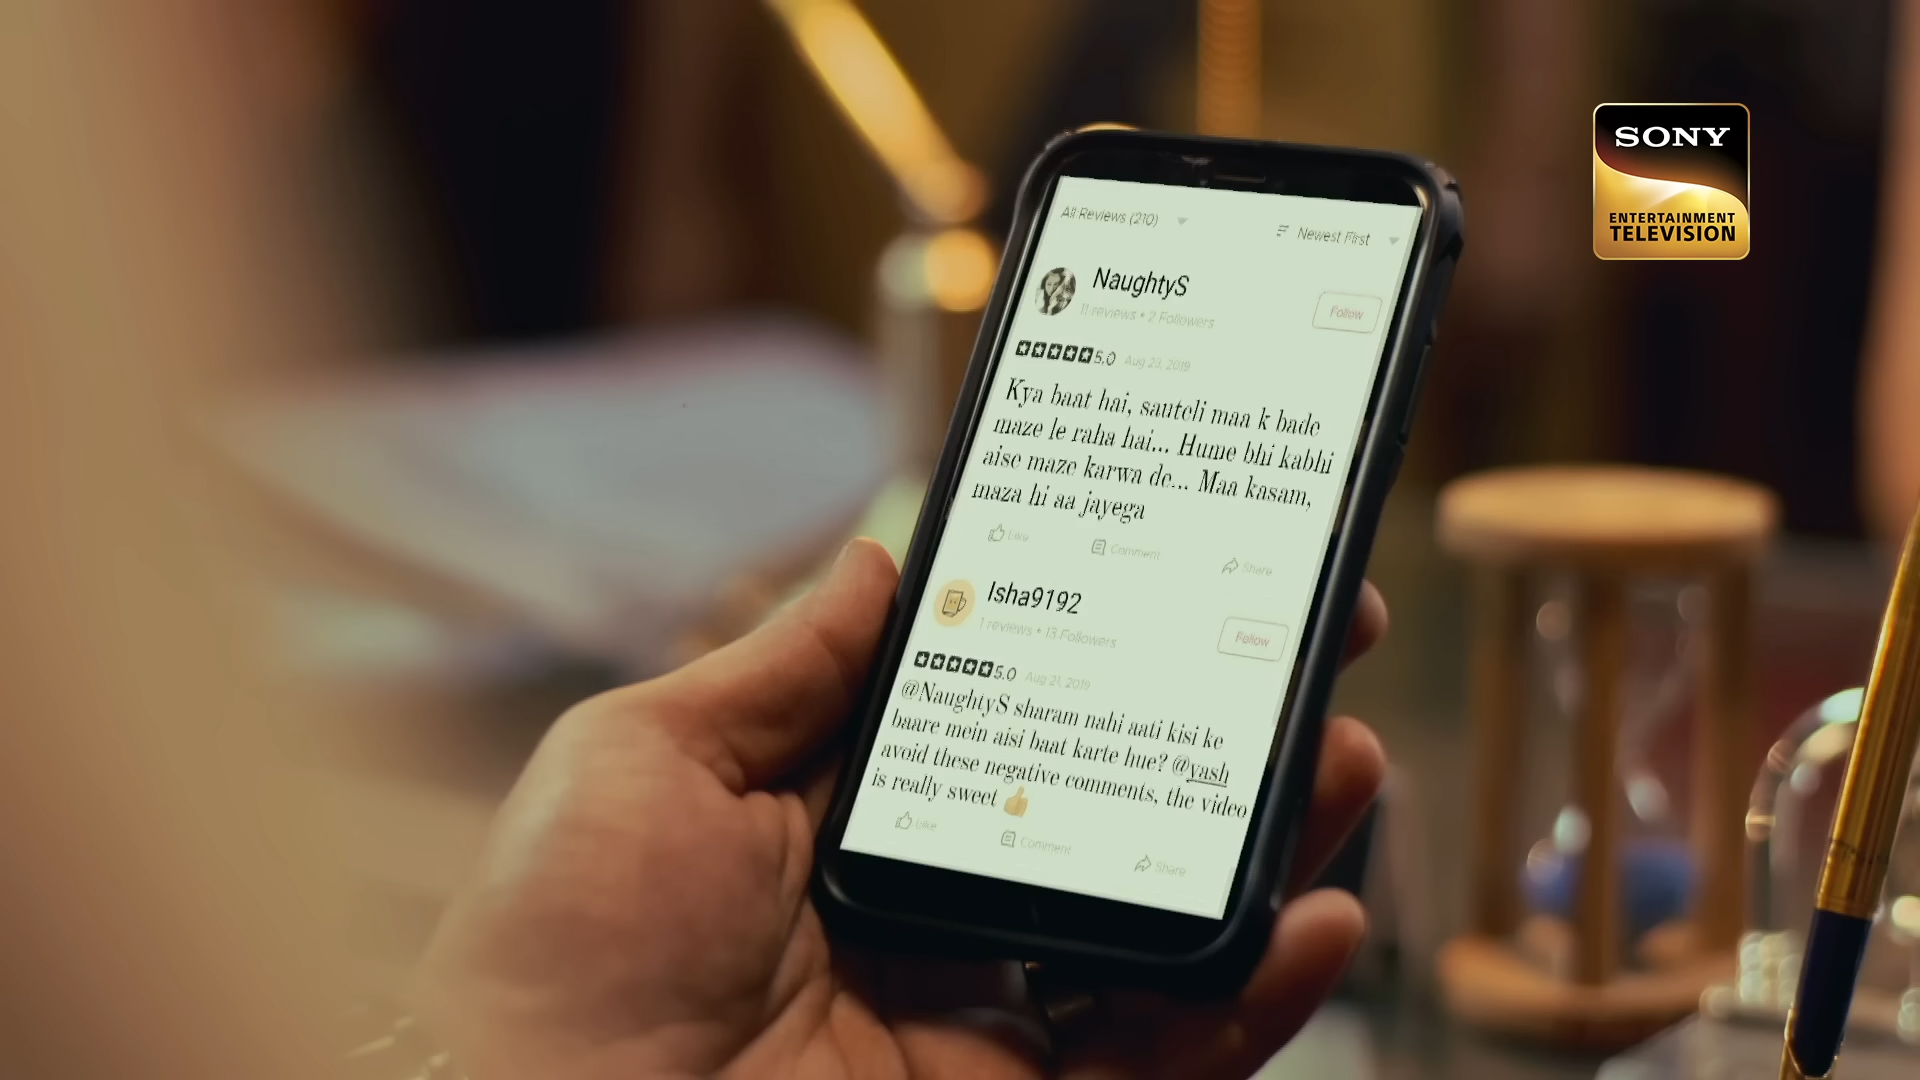 SONY
ENTERTAINMENT
TELEVISION
All Reviews (210)
Newest First
NaughtyS
11 reviews • 2 Followers
Follow
5.0 Aug 23, 2019
Kya baat hai, sauteli maa k bade
maze le raha hai... Hume bhi kabhi
aise maze karwa de... Maa kasam,
maza hi aa jayega
Like
Comment
Share
Isha9192
1 reviews • 13 Followers
Follow
5.0 Aug 21, 2019
@NaughtyS sharam nahi aati kisi ke
baare mein aisi baat karte hue? @yash
avoid these negative comments, the video
is really sweet 👍
Like
Comment
Share